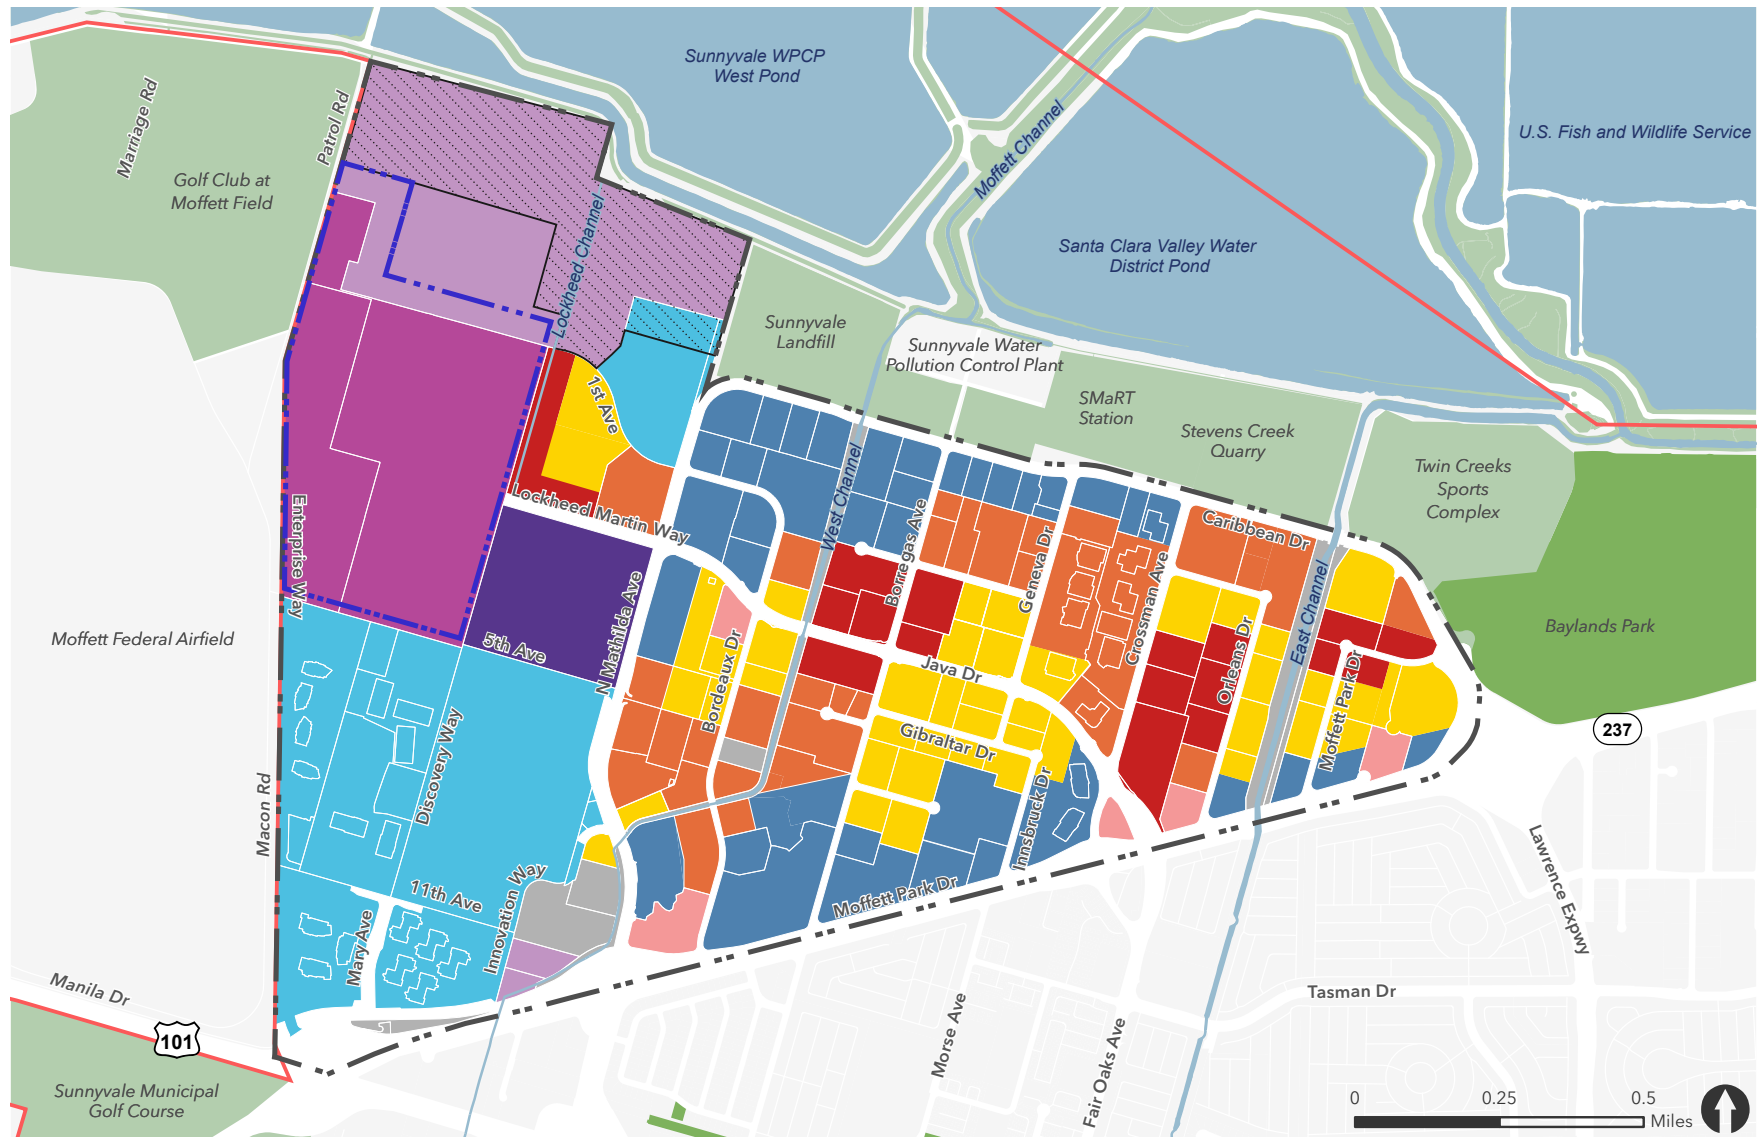 Sunnyvale WPCP
West Pond
U.S. Fish and Wildlife Service
Marriage Rd
Patrol Rd
Moffett Channel
Golf Club at
Moffett Field
Lockheed Channel
Santa Clara Valley Water
District Pond
Sunnyvale
Landfill
Sunnyvale Water
Pollution Control Plant
SMaRT
Station
Stevens Creek
Quarry
Twin Creeks
Sports
Complex
1st Ave
Lockheed Martin Way
West Channel
Borregas Ave
Geneva Dr
Crossman Ave
Caribbean Dr
Enterprise Way
Moffett Federal Airfield
5th Ave
N Mathilda Ave
Bordeaux Dr
Java Dr
Orleans Dr
East Channel
Moffett Park Dr
Baylands Park
237
Gibraltar Dr
Innsbruck Dr
Discovery Way
Macon Rd
11th Ave
Innovation Way
Mary Ave
Moffett Park Dr
Lawrence Expwy
Manila Dr
101
Tasman Dr
Morse Ave
Fair Oaks Ave
Sunnyvale Municipal
Golf Course
0 0.25 0.5
Miles